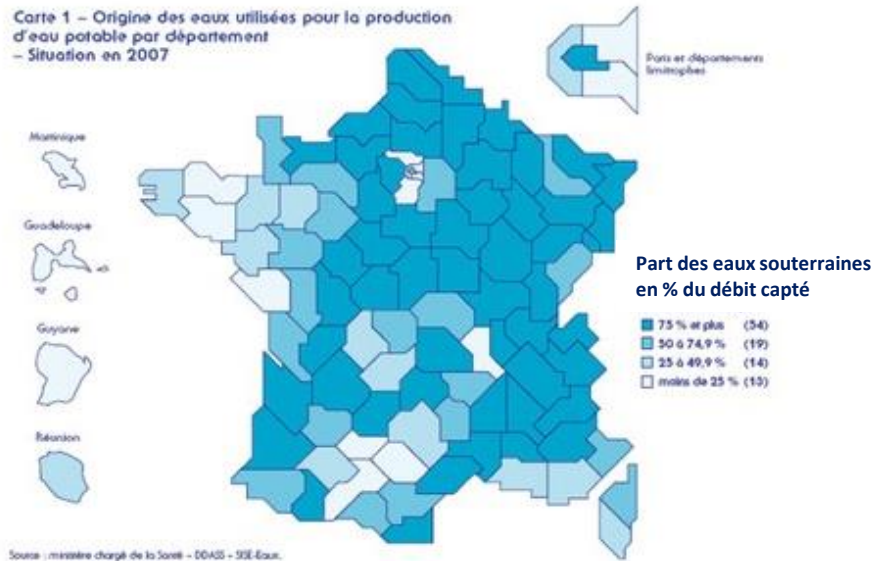 Carte 1 – Origine des eaux utilisées pour la production
d'eau potable par département
– Situation en 2007
Paris et départements
limitrophes
Martinique
Guadeloupe
Guyane
Réunion
Part des eaux souterraines
en % du débit capté
75 % et plus (54)
50 à 74,9 % (19)
25 à 49,9 % (14)
moins de 25 % (13)
Source : ministère chargé de la Santé – DDASS – SISE-Eaux.